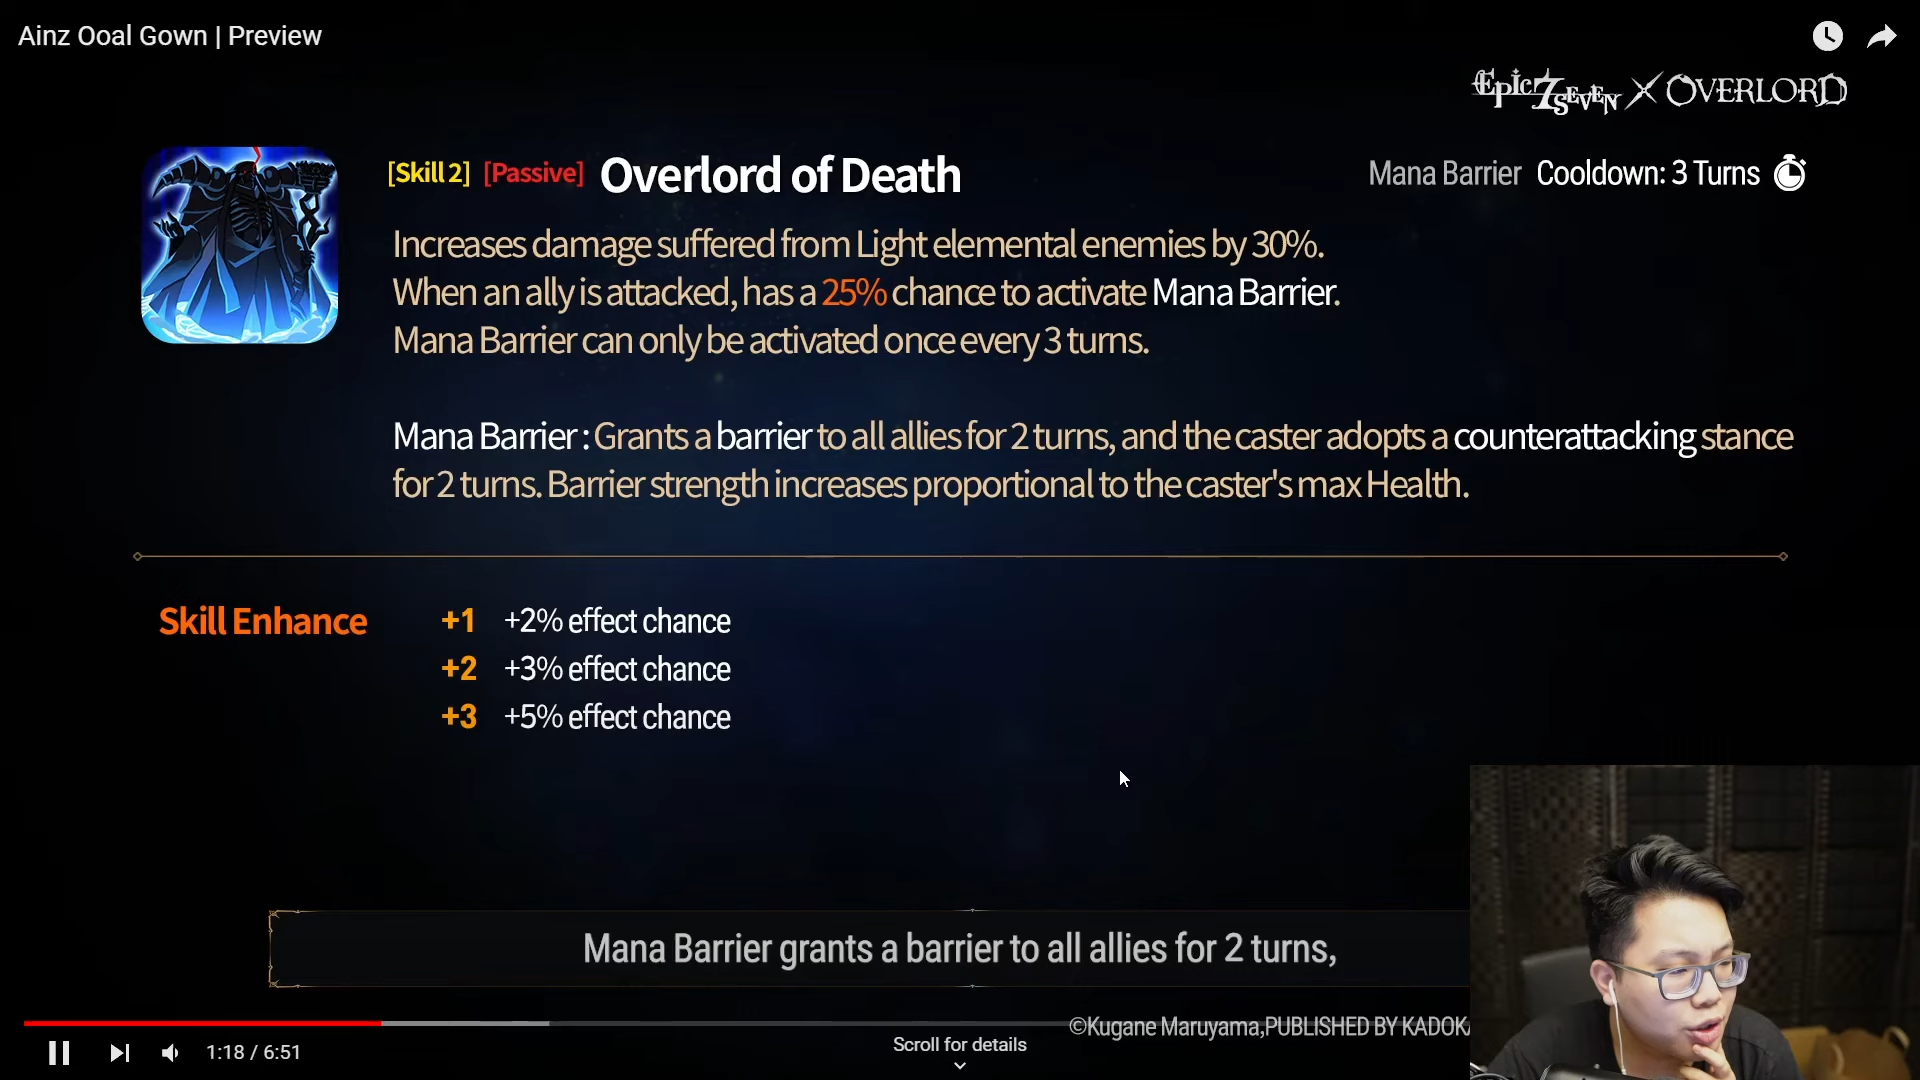 Ainz Ooal Gown | Preview
Epic Seven X OVERLORD
[Skill 2] [Passive] Overlord of Death
Mana Barrier Cooldown: 3 Turns
Increases damage suffered from Light elemental enemies by 30%.
When an ally is attacked, has a 25% chance to activate Mana Barrier.
Mana Barrier can only be activated once every 3 turns.
Mana Barrier : Grants a barrier to all allies for 2 turns, and the caster adopts a counterattacking stance
for 2 turns. Barrier strength increases proportional to the caster's max Health.
Skill Enhance
+1 +2% effect chance
+2 +3% effect chance
+3 +5% effect chance
Mana Barrier grants a barrier to all allies for 2 turns,
©Kugane Maruyama,PUBLISHED BY KADOK
1:18 / 6:51
Scroll for details